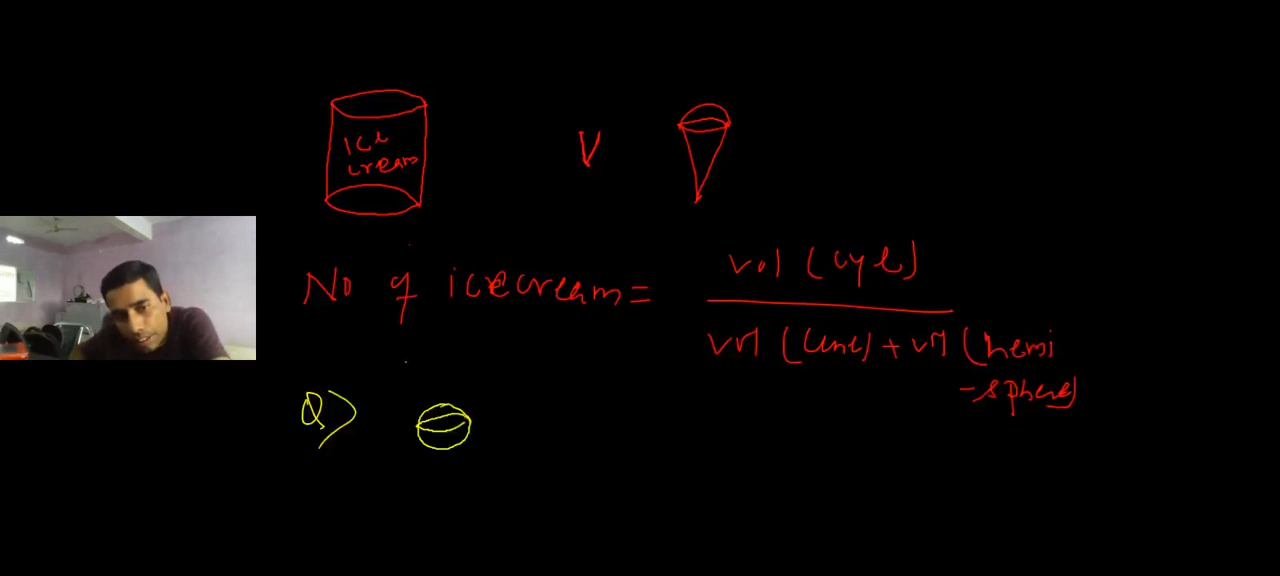 ice
cream
V
No of icecream = vol (cyl)
vol (cone) + vol (hemi
-sphere)
Q)